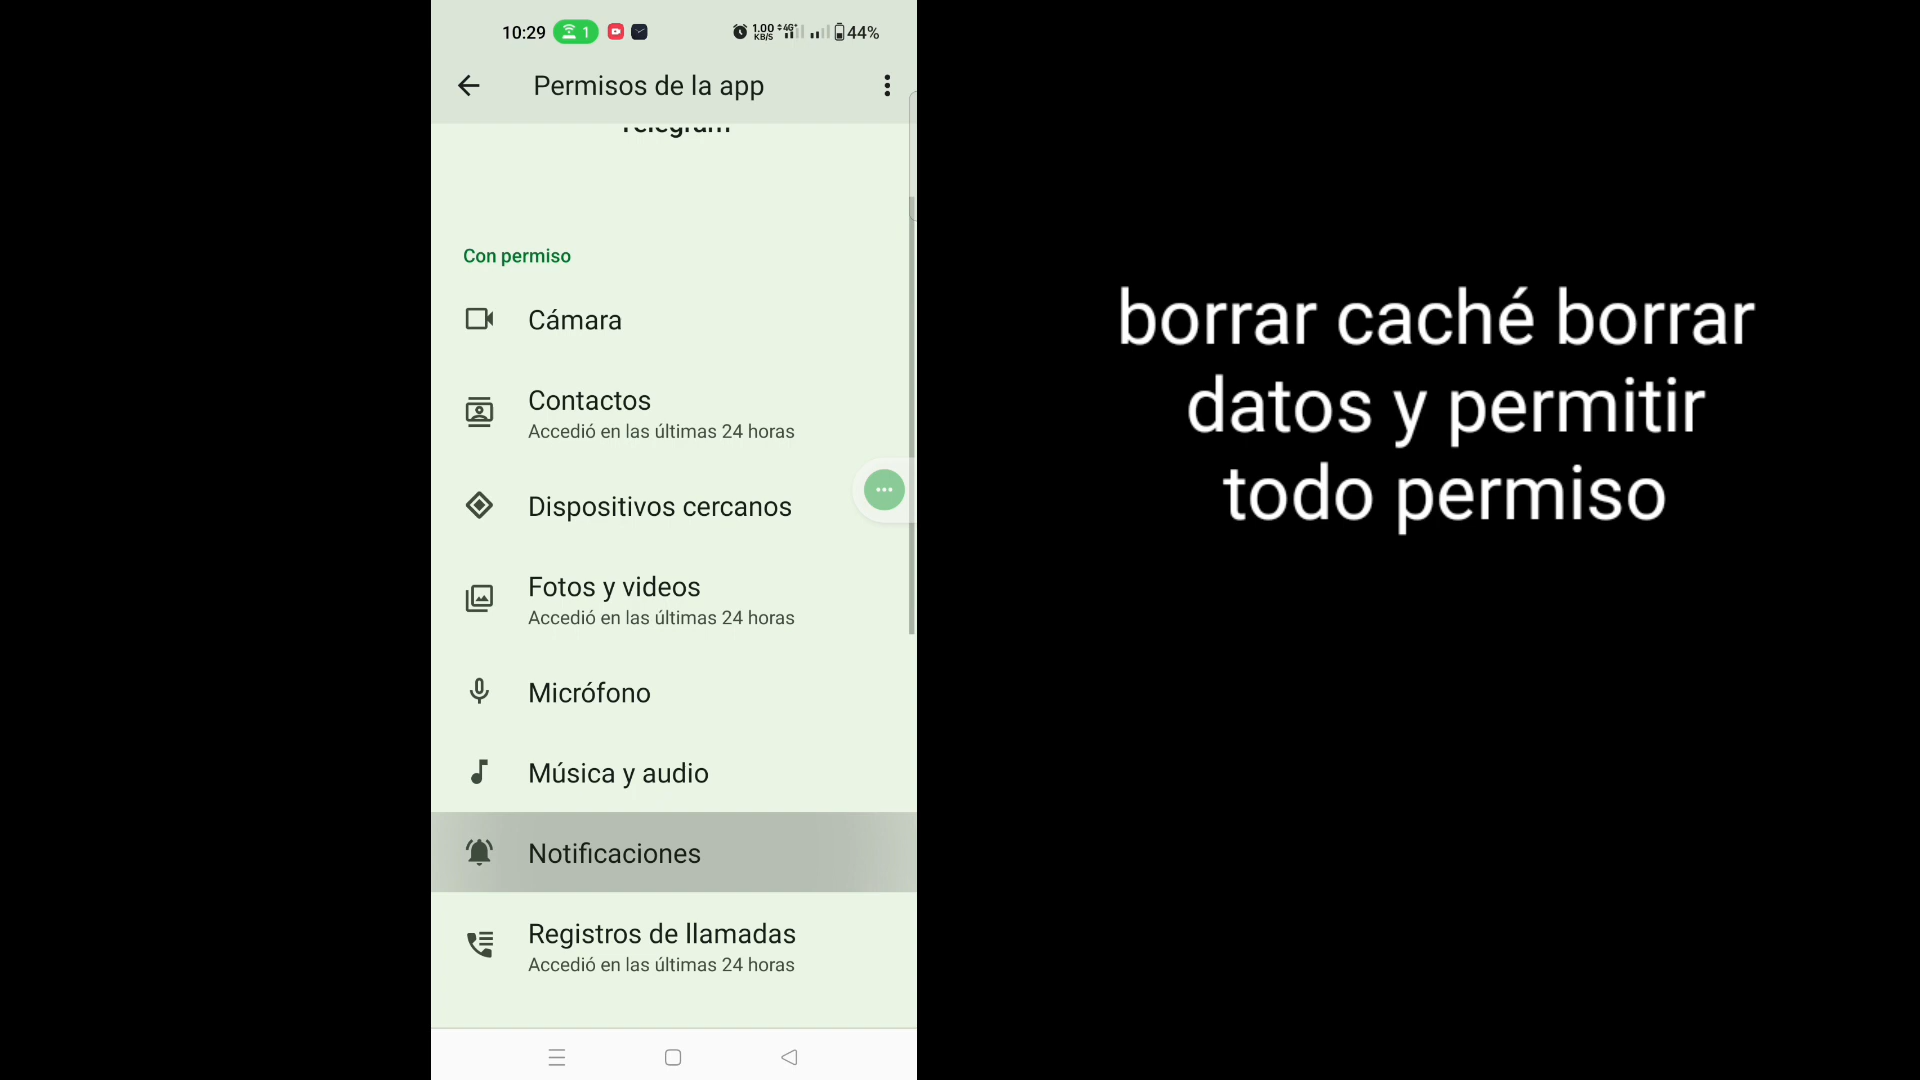 10:29 1 1.00 KB/S 4G+ 44%
Permisos de la app
Telegram
Con permiso
Cámara
Contactos
Accedió en las últimas 24 horas
Dispositivos cercanos
Fotos y videos
Accedió en las últimas 24 horas
Micrófono
Música y audio
Notificaciones
Registros de llamadas
Accedió en las últimas 24 horas
borrar caché borrar
datos y permitir
todo permiso